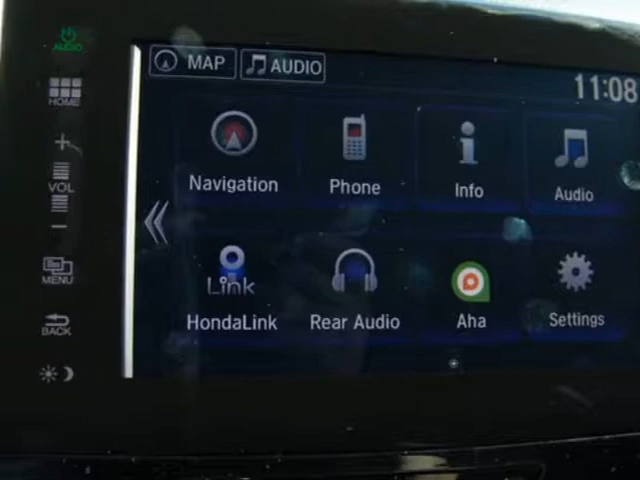 AUDIO
HOME
+
VOL
−
MENU
BACK
MAP
AUDIO
11:08
Navigation
Phone
Info
Audio
Link
HondaLink
Rear Audio
Aha
Settings